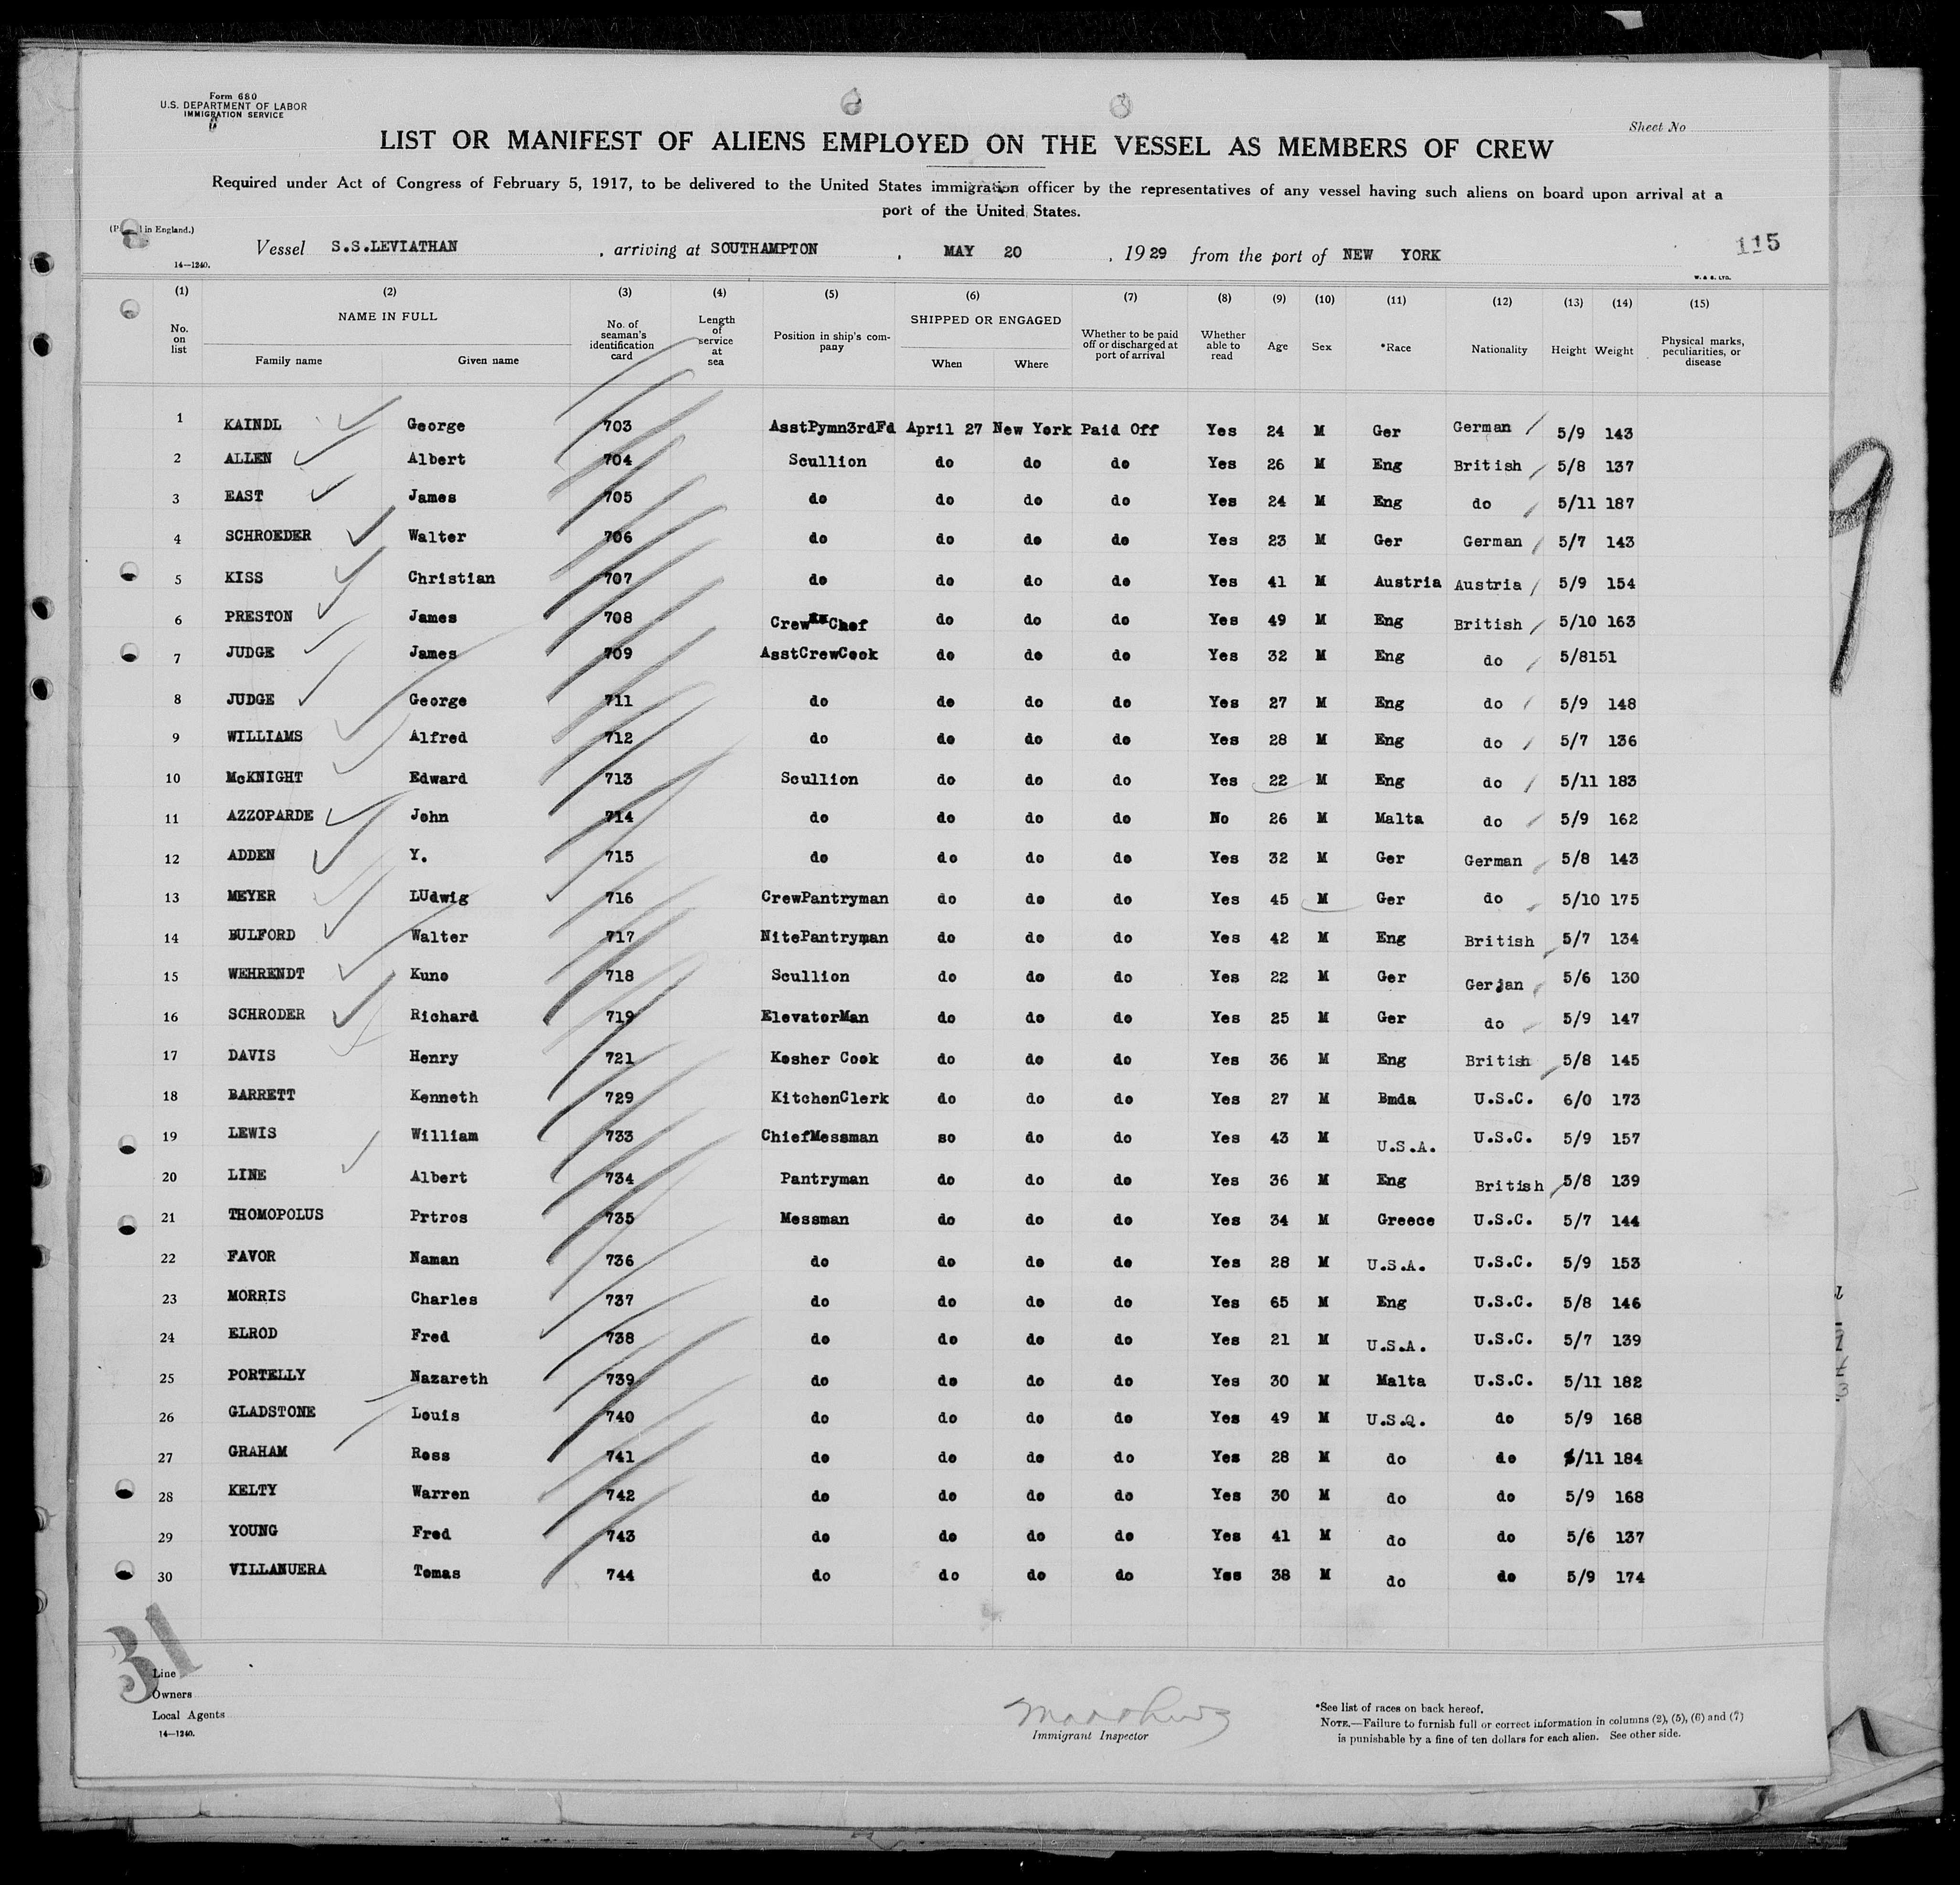 Form 680
U.S. DEPARTMENT OF LABOR
IMMIGRATION SERVICE
Sheet No
LIST OR MANIFEST OF ALIENS EMPLOYED ON THE VESSEL AS MEMBERS OF CREW
Required under Act of Congress of February 5, 1917, to be delivered to the United States immigration officer by the representatives of any vessel having such aliens on board upon arrival at a
port of the United States.
in England.)
Vessel S.S.LEVIATHAN , arriving at SOUTHAMPTON , MAY 20 , 1929 from the port of NEW YORK 115
14—1240.
W. & S. LTD.
(1) (2) (3) (4) (5) (6) (7) (8) (9) (10) (11) (12) (13) (14) (15)
No. on list NAME IN FULL Family name Given name No. of seaman's identification card Length of service at sea Position in ship's company SHIPPED OR ENGAGED When Where Whether to be paid off or discharged at port of arrival Whether able to read Age Sex *Race Nationality Height Weight Physical marks, peculiarities, or disease
1 KAINDL George 703 AsstPymn3rdFd April 27 New York Paid Off Yes 24 M Ger German 5/9 143
2 ALLEN Albert 704 Scullion do do do Yes 26 M Eng British 5/8 137
3 EAST James 705 do do do do Yes 24 M Eng do 5/11 187
4 SCHROEDER Walter 706 do do do do Yes 23 M Ger German 5/7 143
5 KISS Christian 707 do do do do Yes 41 M Austria Austria 5/9 154
6 PRESTON James 708 Crew Chef do do do Yes 49 M Eng British 5/10 163
7 JUDGE James 709 AsstCrewCook do do do Yes 32 M Eng do 5/8151
8 JUDGE George 711 do do do do Yes 27 M Eng do 5/9 148
9 WILLIAMS Alfred 712 do do do do Yes 28 M Eng do 5/7 136
10 McKNIGHT Edward 713 Scullion do do do Yes 22 M Eng do 5/11 183
11 AZZOPARDE John 714 do do do do No 26 M Malta do 5/9 162
12 ADDEN Y. 715 do do do do Yes 32 M Ger German 5/8 143
13 MEYER LUdwig 716 CrewPantryman do do do Yes 45 M Ger do 5/10 175
14 BULFORD Walter 717 NitePantryman do do do Yes 42 M Eng British 5/7 134
15 WEHRENDT Kuno 718 Scullion do do do Yes 22 M Ger Gerjan 5/6 130
16 SCHRODER Richard 719 ElevatorMan do do do Yes 25 M Ger do 5/9 147
17 DAVIS Henry 721 Kosher Cook do do do Yes 36 M Eng British 5/8 145
18 BARRETT Kenneth 729 KitchenClerk do do do Yes 27 M Bmda U.S.C. 6/0 173
19 LEWIS William 733 ChiefMessman so do do Yes 43 M U.S.A. U.S.C. 5/9 157
20 LINE Albert 734 Pantryman do do do Yes 36 M Eng British 5/8 139
21 THOMOPOLUS Prtros 735 Messman do do do Yes 34 M Greece U.S.C. 5/7 144
22 FAVOR Naman 736 do do do do Yes 28 M U.S.A. U.S.C. 5/9 153
23 MORRIS Charles 737 do do do do Yes 65 M Eng U.S.C. 5/8 146
24 ELROD Fred 738 do do do do Yes 21 M U.S.A. U.S.C. 5/7 139
25 PORTELLY Nazareth 739 do do do do Yes 30 M Malta U.S.C. 5/11 182
26 GLADSTONE Louis 740 do do do do Yes 49 M U.S.Q. do 5/9 168
27 GRAHAM Ross 741 do do do do Yes 28 M do do 5/11 184
28 KELTY Warren 742 do do do do Yes 30 M do do 5/9 168
29 YOUNG Fred 743 do do do do Yes 41 M do do 5/6 137
30 VILLANUERA Tomas 744 do do do do Yes 38 M do do 5/9 174
31
Line
Owners
Local Agents
14—1240.
Immigrant Inspector
*See list of races on back hereof.
NOTE.—Failure to furnish full or correct information in columns (2), (5), (6) and (7)
is punishable by a fine of ten dollars for each alien. See other side.
9